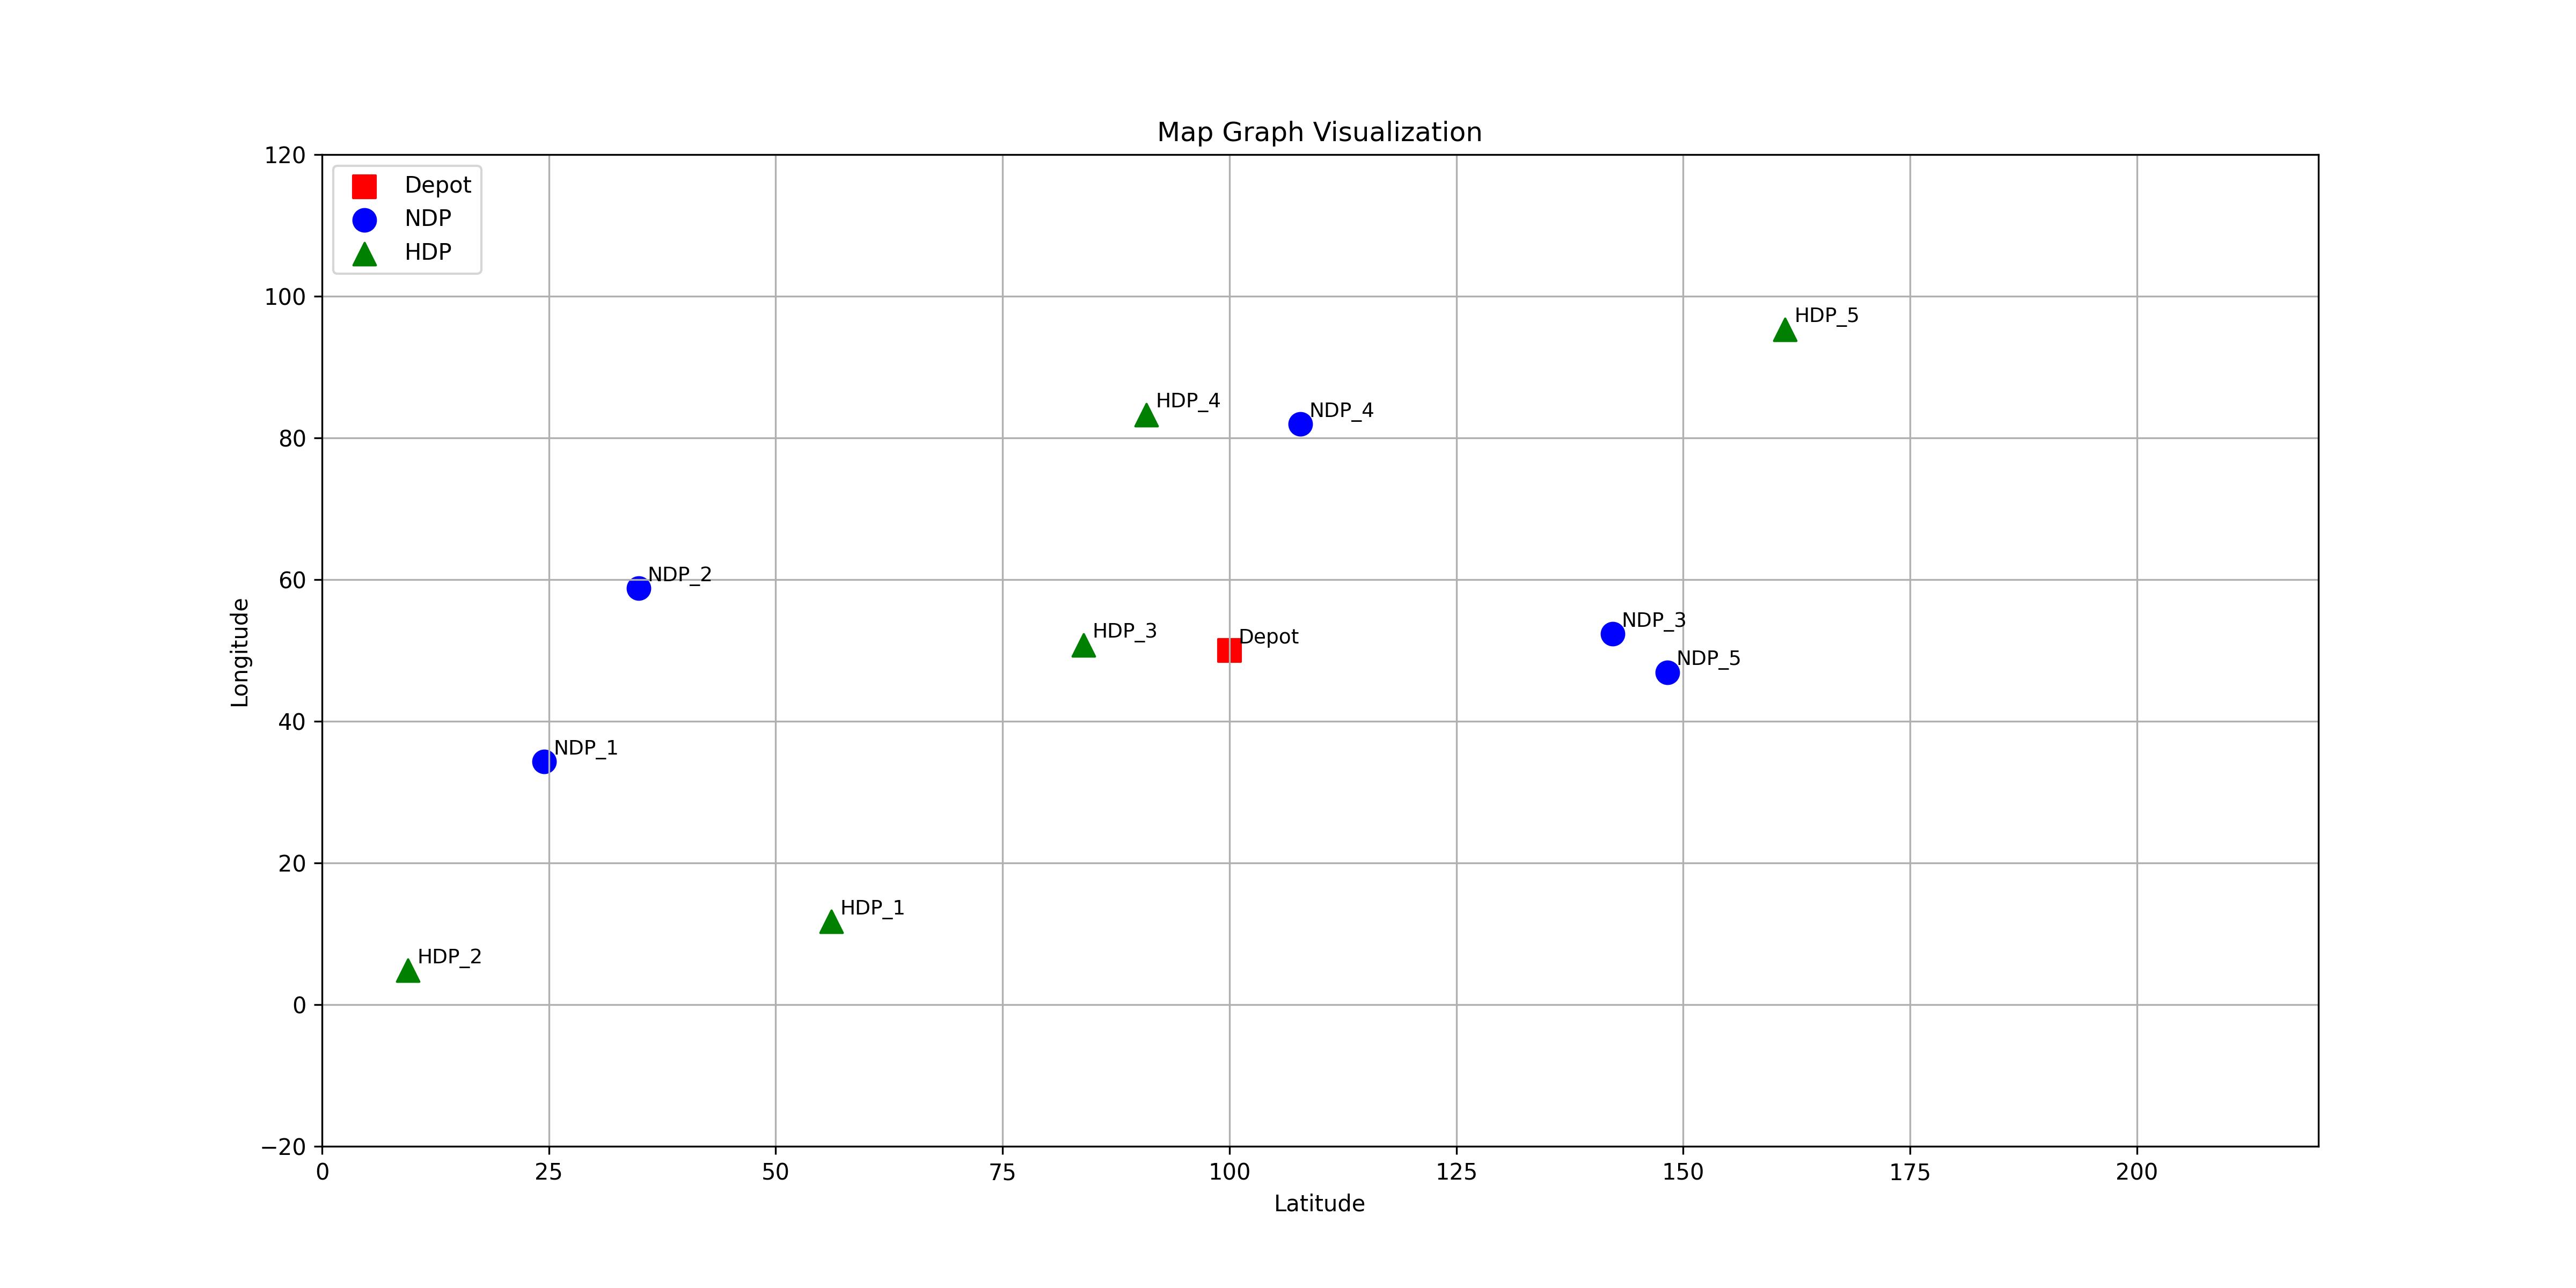 Map Graph Visualization
120
100
80
60
40
20
0
−20
Longitude
Depot
NDP
HDP
HDP_5
HDP_4
NDP_4
NDP_2
NDP_3
HDP_3
Depot
NDP_5
NDP_1
HDP_1
HDP_2
0 25 50 75 100 125 150 175 200
Latitude